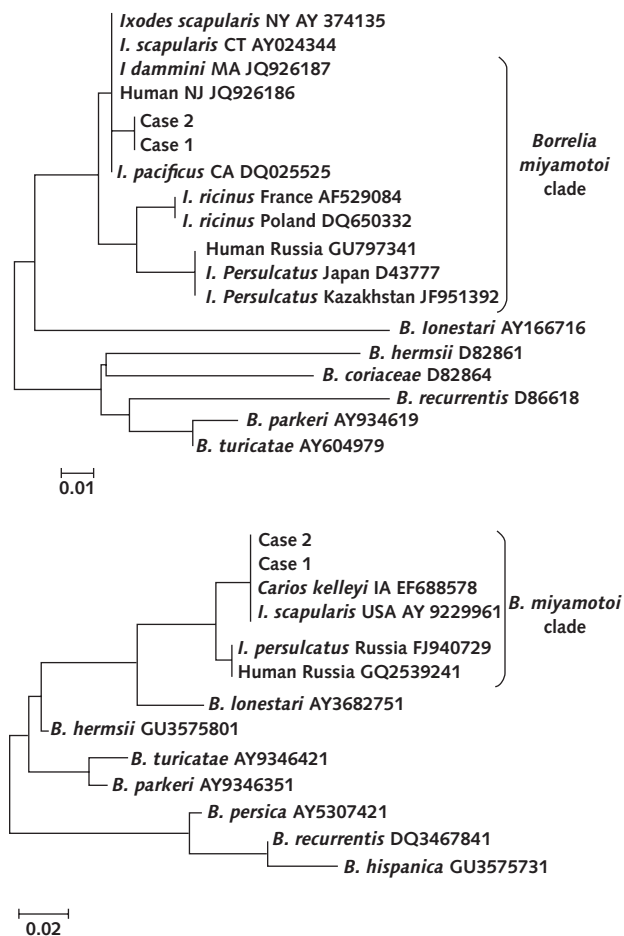 Ixodes scapularis NY AY 374135
I. scapularis CT AY024344
I dammini MA JQ926187
Human NJ JQ926186
Case 2
Case 1
I. pacificus CA DQ025525
I. ricinus France AF529084
I. ricinus Poland DQ650332
Human Russia GU797341
I. Persulcatus Japan D43777
I. Persulcatus Kazakhstan JF951392
Borrelia
miyamotoi
clade
B. lonestari AY166716
B. hermsii D82861
B. coriaceae D82864
B. recurrentis D86618
B. parkeri AY934619
B. turicatae AY604979
0.01
Case 2
Case 1
Carios kelleyi IA EF688578
I. scapularis USA AY 9229961
I. persulcatus Russia FJ940729
Human Russia GQ2539241
B. miyamotoi
clade
B. lonestari AY3682751
B. hermsii GU3575801
B. turicatae AY9346421
B. parkeri AY9346351
B. persica AY5307421
B. recurrentis DQ3467841
B. hispanica GU3575731
0.02